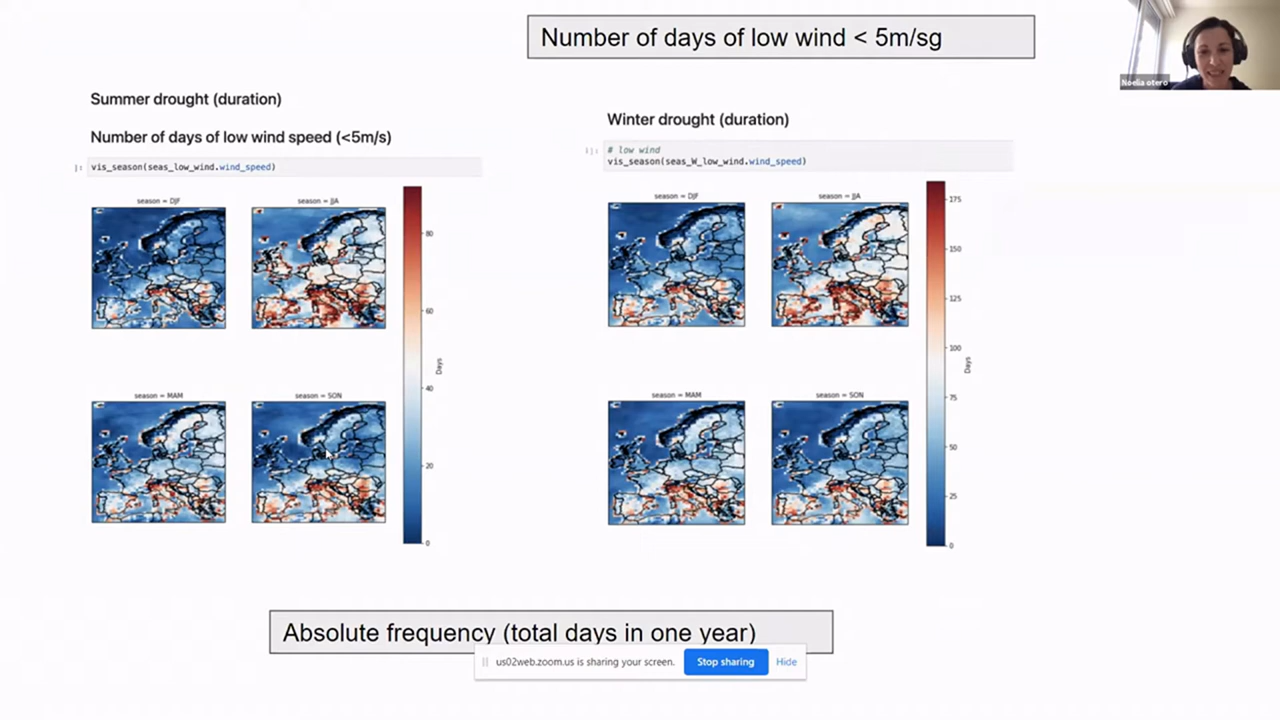 Number of days of low wind < 5m/sg
Noelia otero
Summer drought (duration)
Number of days of low wind speed (<5m/s)
]: vis_season(seas_low_wind.wind_speed)
season = DJF
season = JJA
80
60
Days
40
20
0
season = MAM
season = SON
Winter drought (duration)
]: # low wind
vis_season(seas_W_low_wind.wind_speed)
season = DJF
season = JJA
175
150
125
100
Days
75
50
25
0
season = MAM
season = SON
Absolute frequency (total days in one year)
us02web.zoom.us is sharing your screen.
Stop sharing
Hide